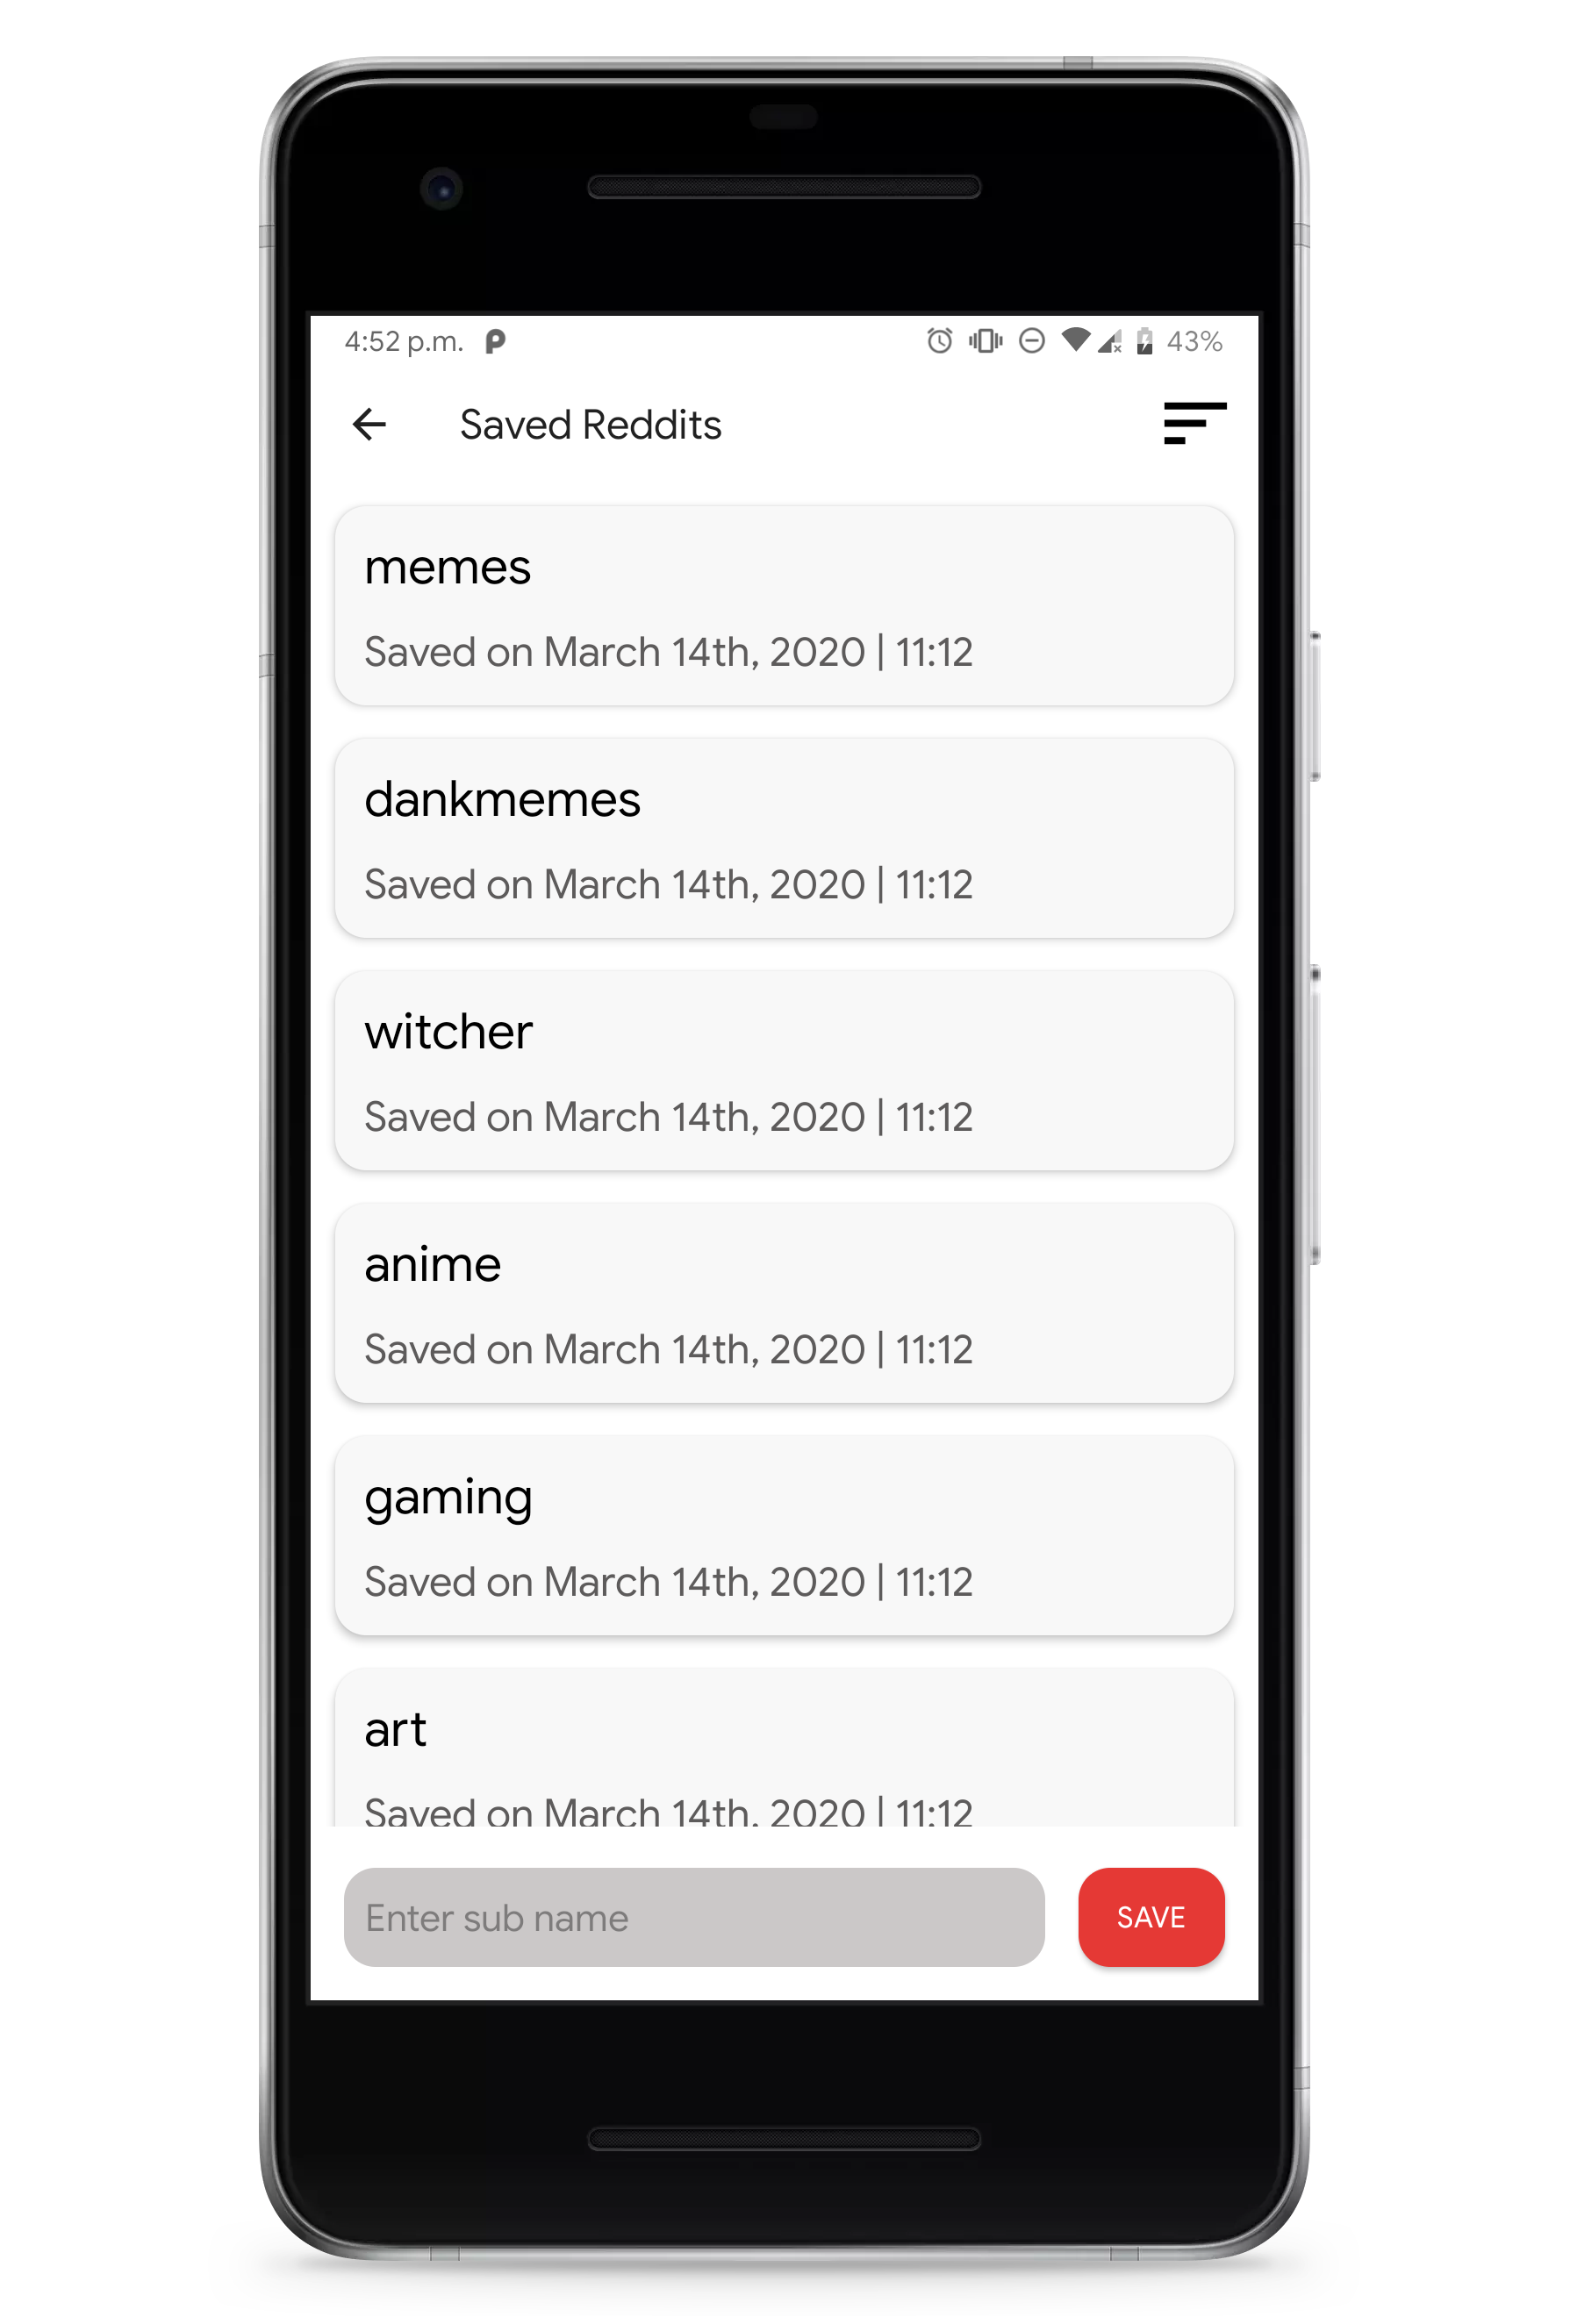 4:52 p.m.
43%
Saved Reddits
memes
Saved on March 14th, 2020 | 11:12
dankmemes
Saved on March 14th, 2020 | 11:12
witcher
Saved on March 14th, 2020 | 11:12
anime
Saved on March 14th, 2020 | 11:12
gaming
Saved on March 14th, 2020 | 11:12
art
Saved on March 14th, 2020 | 11:12
Enter sub name
SAVE